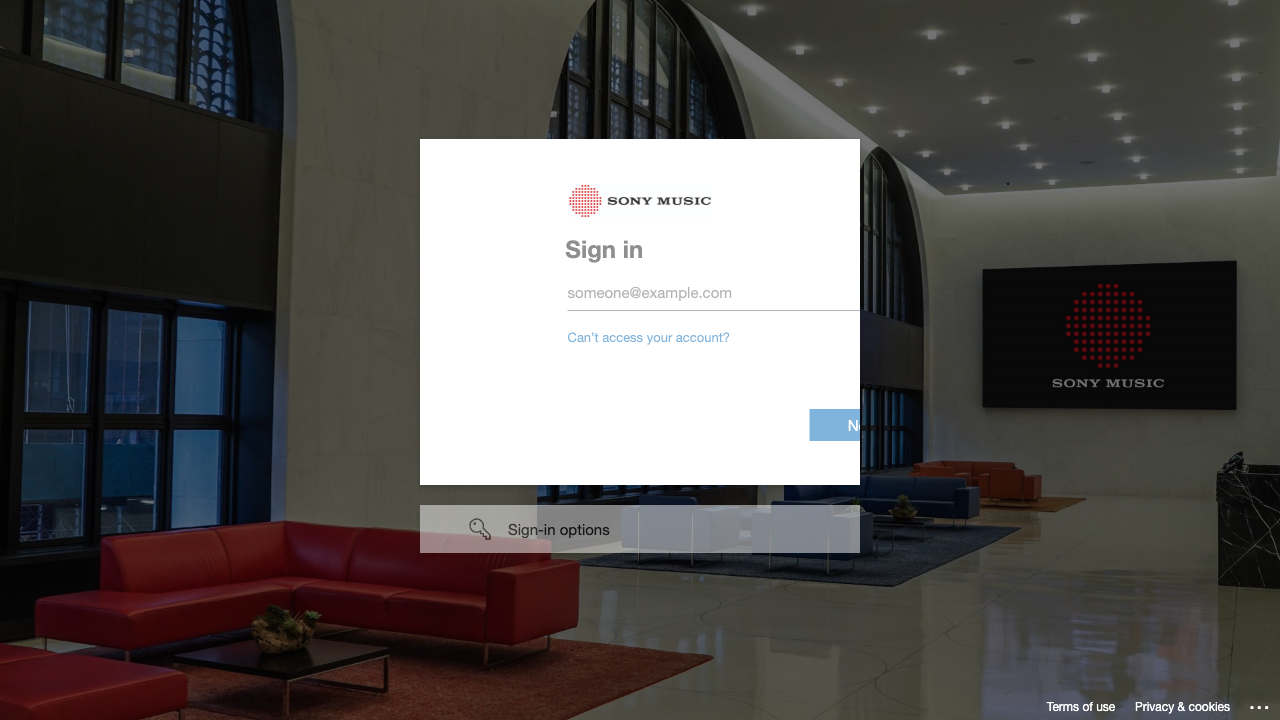 SONY MUSIC
Sign in
someone@example.com
Can't access your account?
Sign-in options
SONY MUSIC
Terms of use
Privacy & cookies